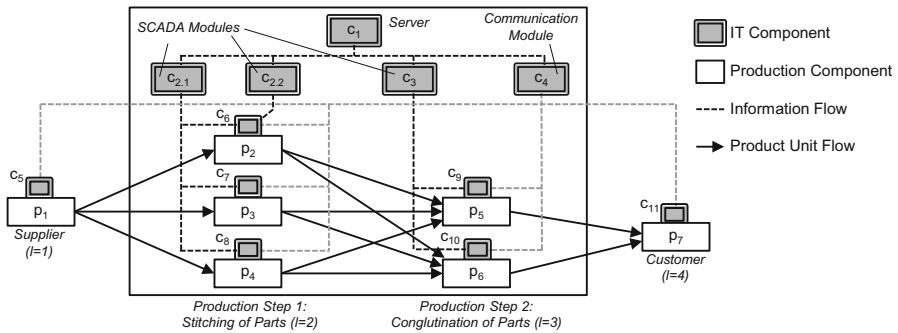 Server
Communication
Module
SCADA Modules
c1
c2.1
c2.2
c3
c4
IT Component
Production Component
Information Flow
Product Unit Flow
c5
p1
Supplier
(l=1)
c6
p2
c7
p3
c8
p4
c9
p5
c10
p6
c11
p7
Customer
(l=4)
Production Step 1:
Stitching of Parts (l=2)
Production Step 2:
Conglutination of Parts (l=3)